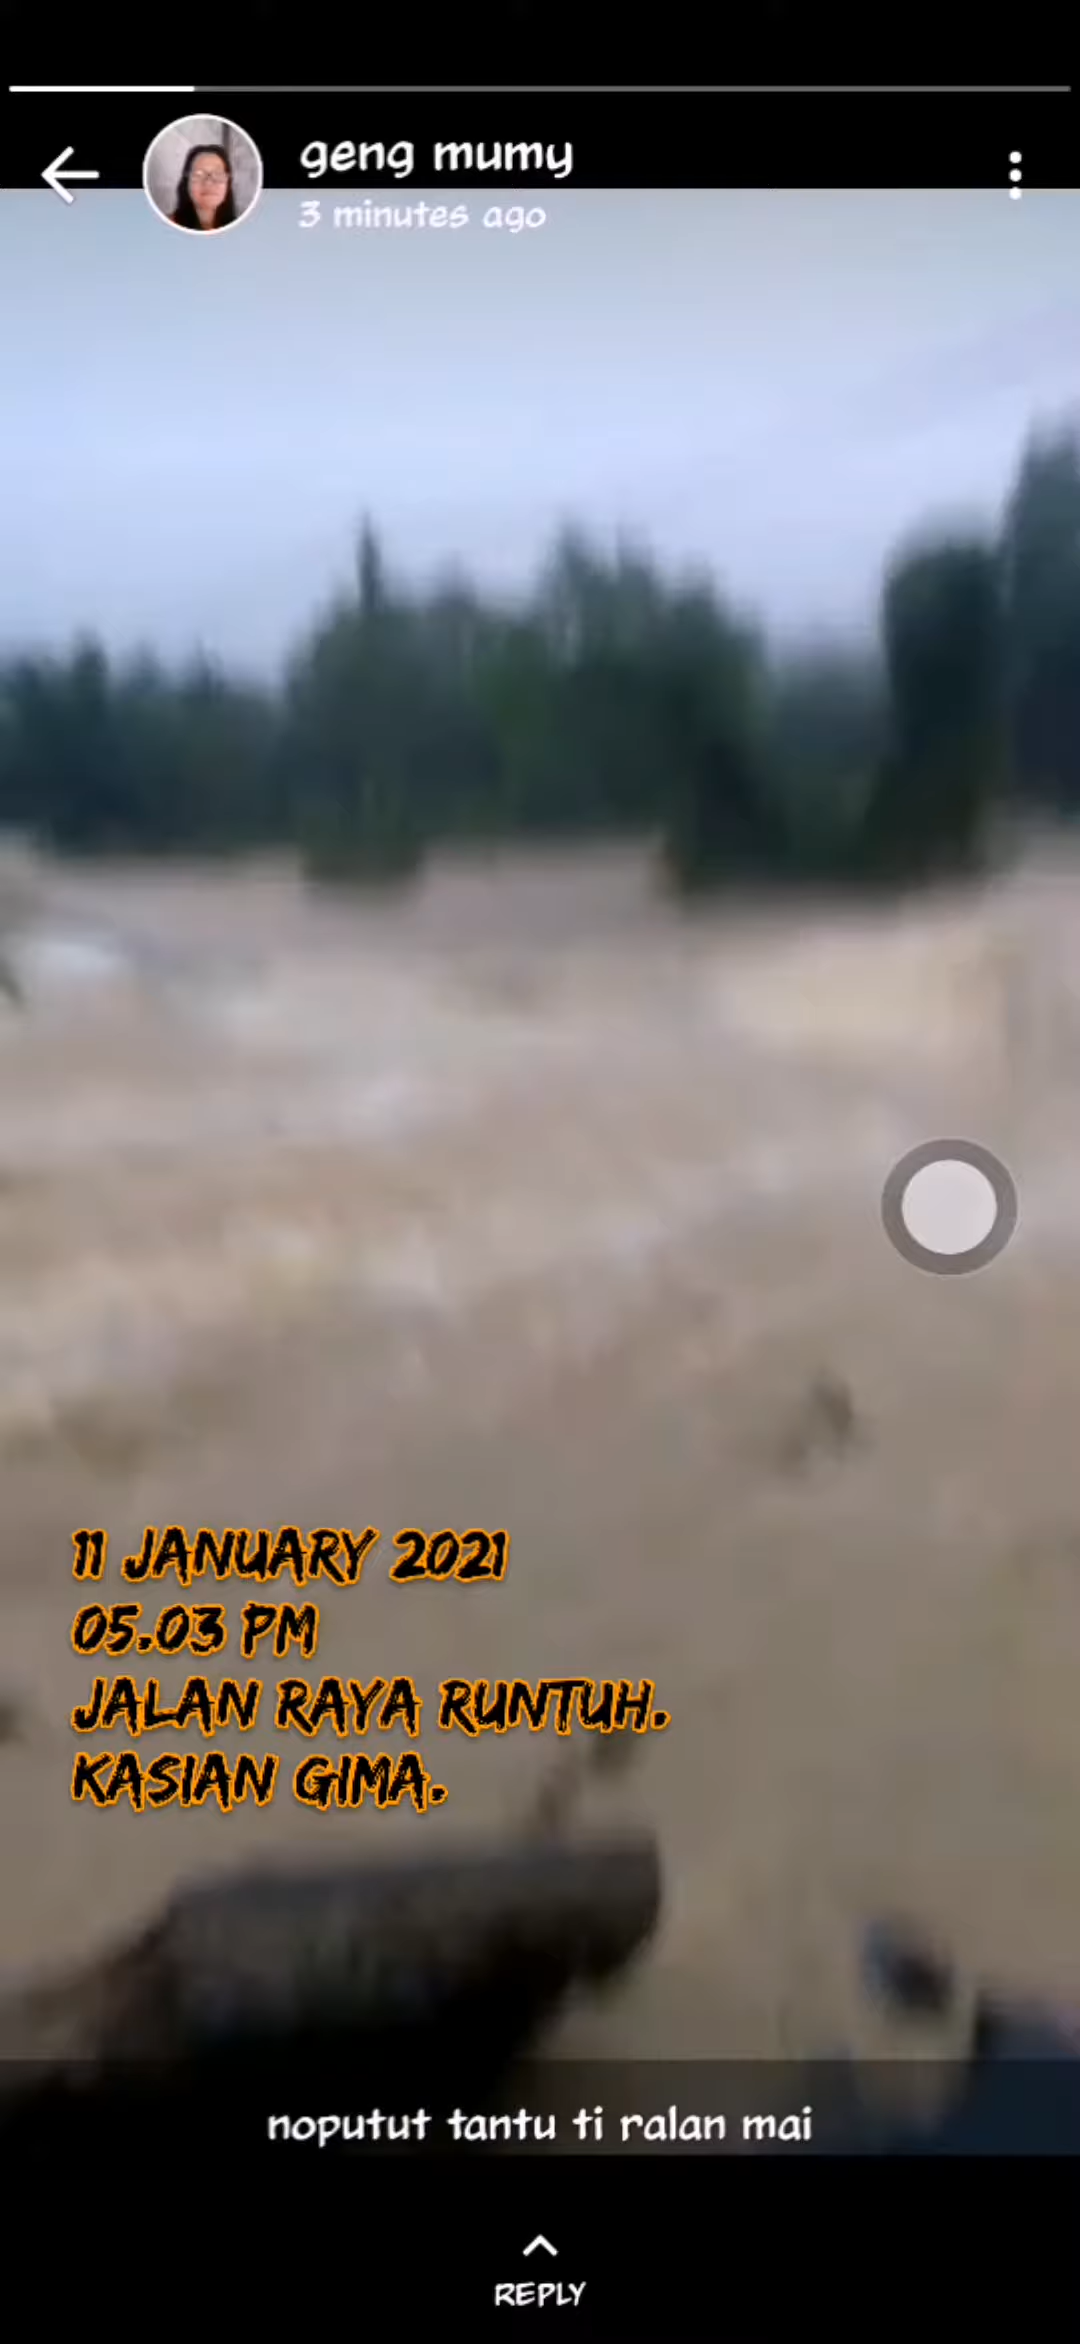 geng mumy
3 minutes ago
11 JANUARY 2021
05.03 PM
JALAN RAYA RUNTUH.
KASIAN GIMA.
noputut tantu ti ralan mai
REPLY